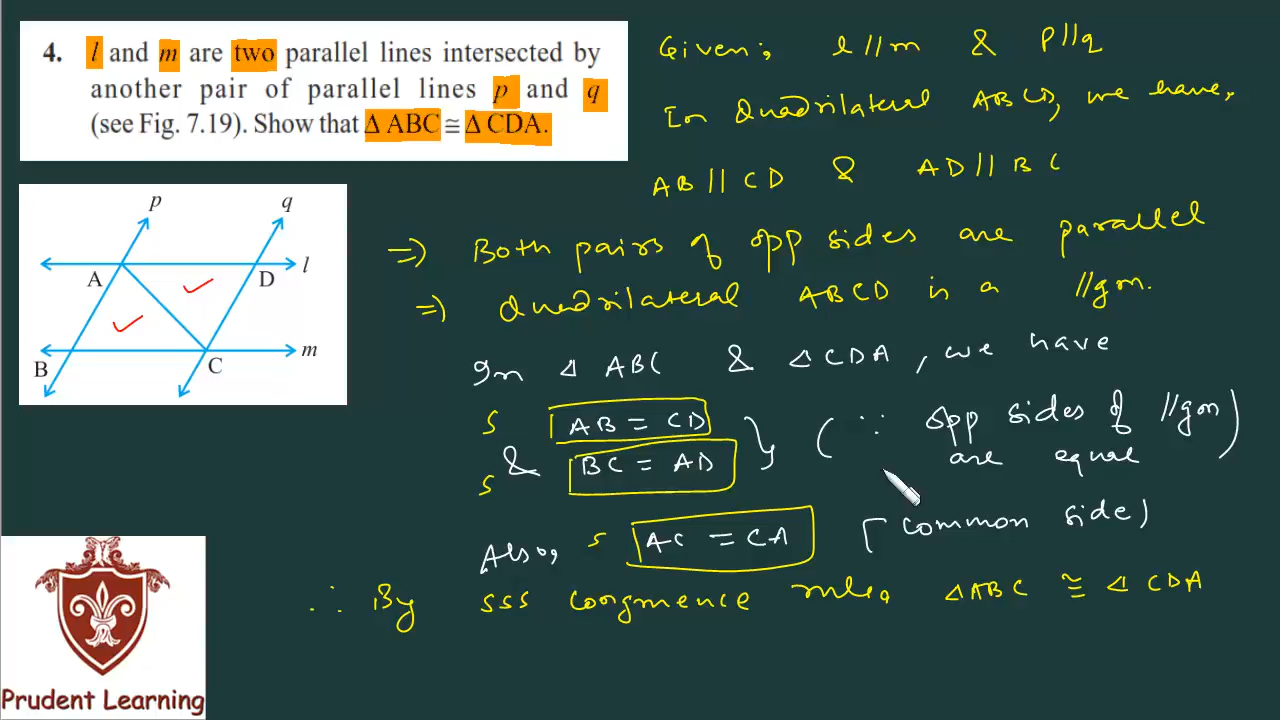 4. l and m are two parallel lines intersected by
another pair of parallel lines p and q
(see Fig. 7.19). Show that Δ ABC ≅ Δ CDA.
p
q
A
D
l
B
C
m
Given; l//m & p//q
In Quadrilateral ABCD, we have,
AB//CD & AD//BC
=) Both pairs of opp sides are parallel
=) Quadrilateral ABCD is a //gm.
In Δ ABC & Δ CDA, we have
S AB = CD
& S BC = AD } (∵ opp sides of //gm
are equal)
Also, S AC = CA [common side)
∴ By SSS congruence rule, ΔABC ≅ Δ CDA
Prudent Learning